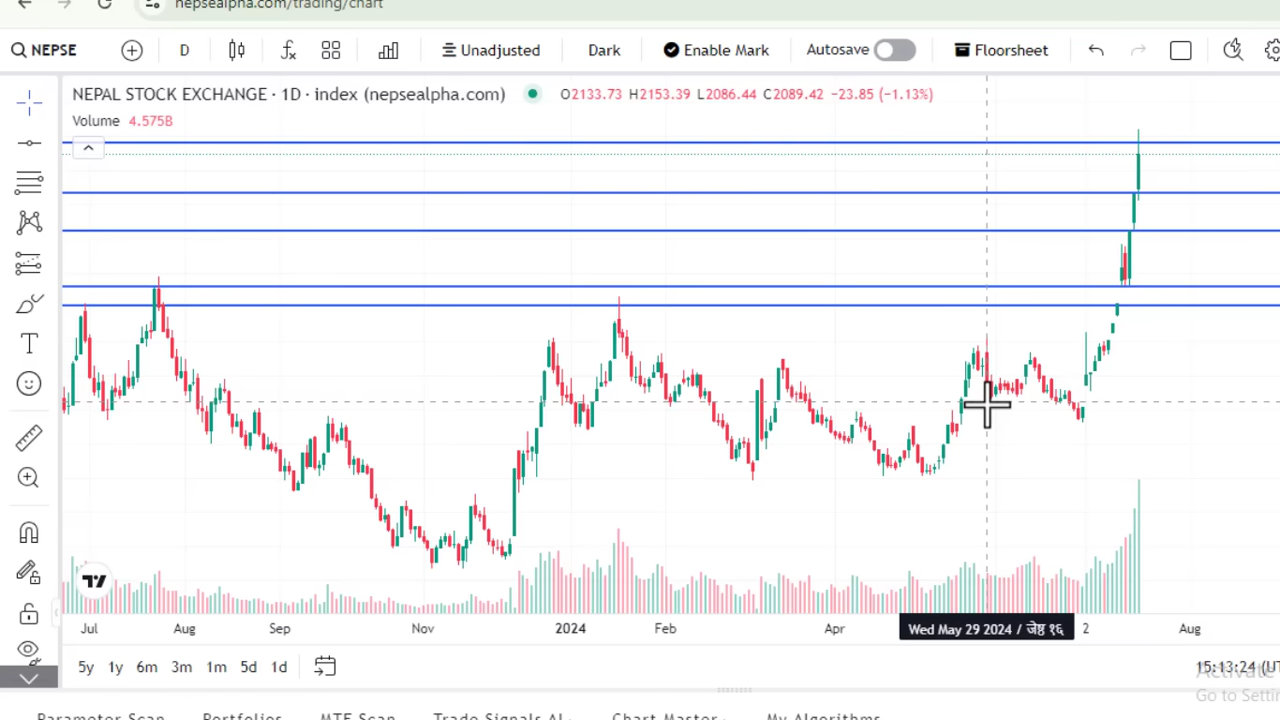 nepsealpha.com/trading/chart
NEPSE D fx Unadjusted Dark Enable Mark Autosave Floorsheet
NEPAL STOCK EXCHANGE · 1D · index (nepsealpha.com) O2133.73 H2153.39 L2086.44 C2089.42 −23.85 (−1.13%)
Volume 4.575B
Jul Aug Sep Nov 2024 Feb Apr Wed May 29 2024 / जेष्ठ १६ 2 Aug
5y 1y 6m 3m 1m 5d 1d 15:13:24 (UT
Activate
Go to Settin
Parameter Scan Portfolios MTF Scan Trade Signals AI Chart Master My Algorithms